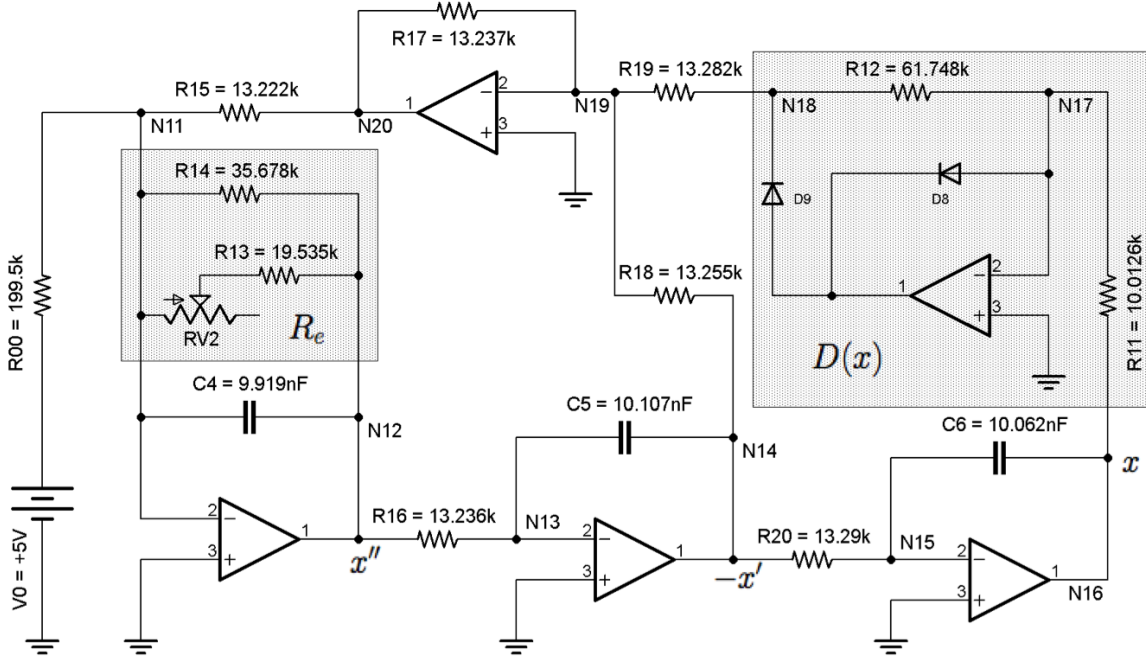 R17 = 13.237k
R15 = 13.222k
R19 = 13.282k
R12 = 61.748k
N11
N20
1
2
3
N19
N18
N17
R14 = 35.678k
D9
D8
R13 = 19.535k
R18 = 13.255k
1
2
3
R00 = 199.5k
RV2
R_e
D(x)
R11 = 10.0126k
C4 = 9.919nF
C5 = 10.107nF
C6 = 10.062nF
N12
N14
x
V0 = +5V
2
3
1
R16 = 13.236k
N13
2
3
1
R20 = 13.29k
N15
2
3
1
x''
-x'
N16